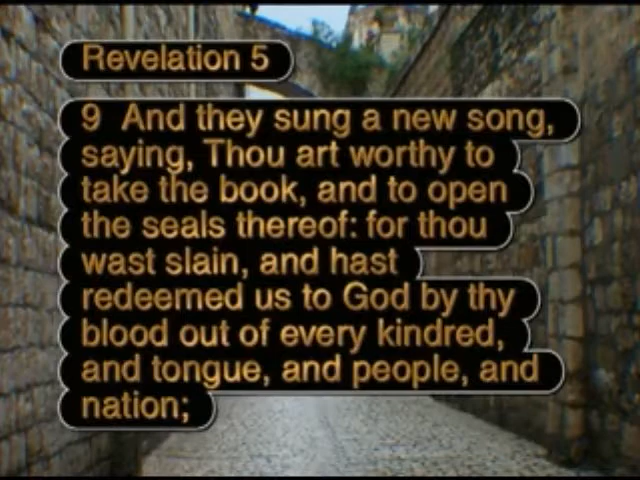 Revelation 5
9 And they sung a new song,
saying, Thou art worthy to
take the book, and to open
the seals thereof: for thou
wast slain, and hast
redeemed us to God by thy
blood out of every kindred,
and tongue, and people, and
nation;